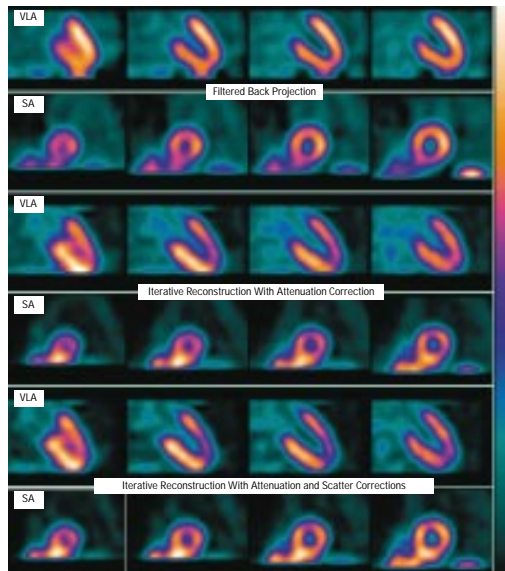 VLA
Filtered Back Projection
SA
VLA
Iterative Reconstruction With Attenuation Correction
SA
VLA
Iterative Reconstruction With Attenuation and Scatter Corrections
SA